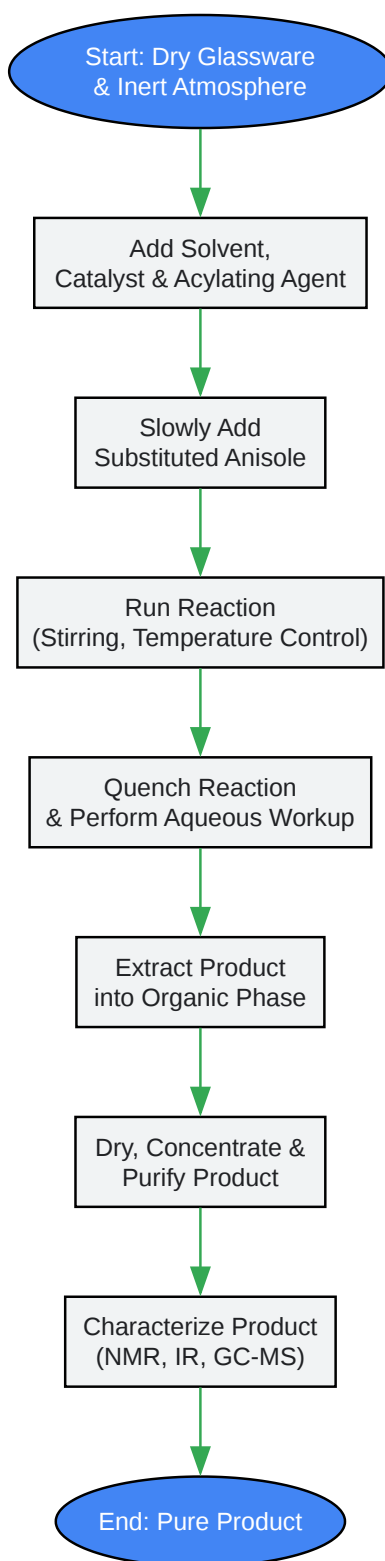 Start: Dry Glassware
& Inert Atmosphere
Add Solvent,
Catalyst & Acylating Agent
Slowly Add
Substituted Anisole
Run Reaction
(Stirring, Temperature Control)
Quench Reaction
& Perform Aqueous Workup
Extract Product
into Organic Phase
Dry, Concentrate &
Purify Product
Characterize Product
(NMR, IR, GC-MS)
End: Pure Product